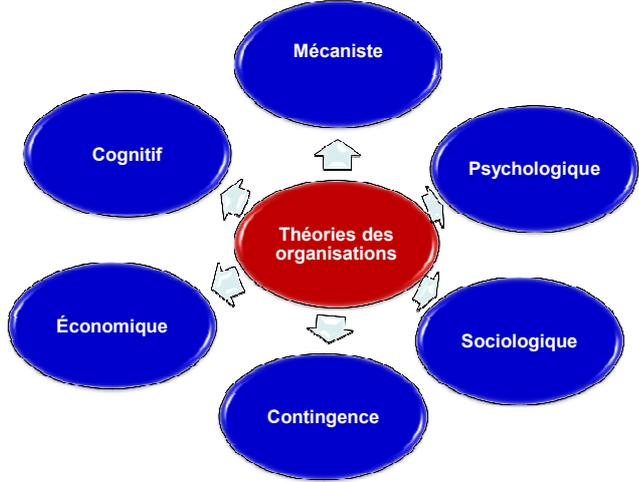 Mécaniste
Cognitif
Psychologique
Théories des
organisations
Économique
Sociologique
Contingence